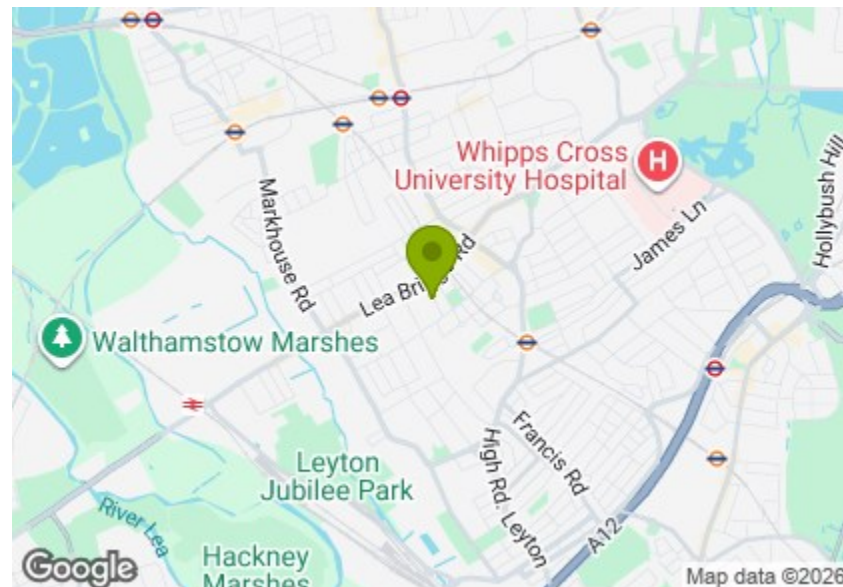 Whipps Cross
University Hospital
H
Hollybush Hill
James Ln
Markhouse Rd
Lea Bridge Rd
Walthamstow Marshes
Francis Rd
High Rd. Leyton
Leyton
Jubilee Park
A12
River Lea
Hackney
Marshes
Google
Map data ©2026